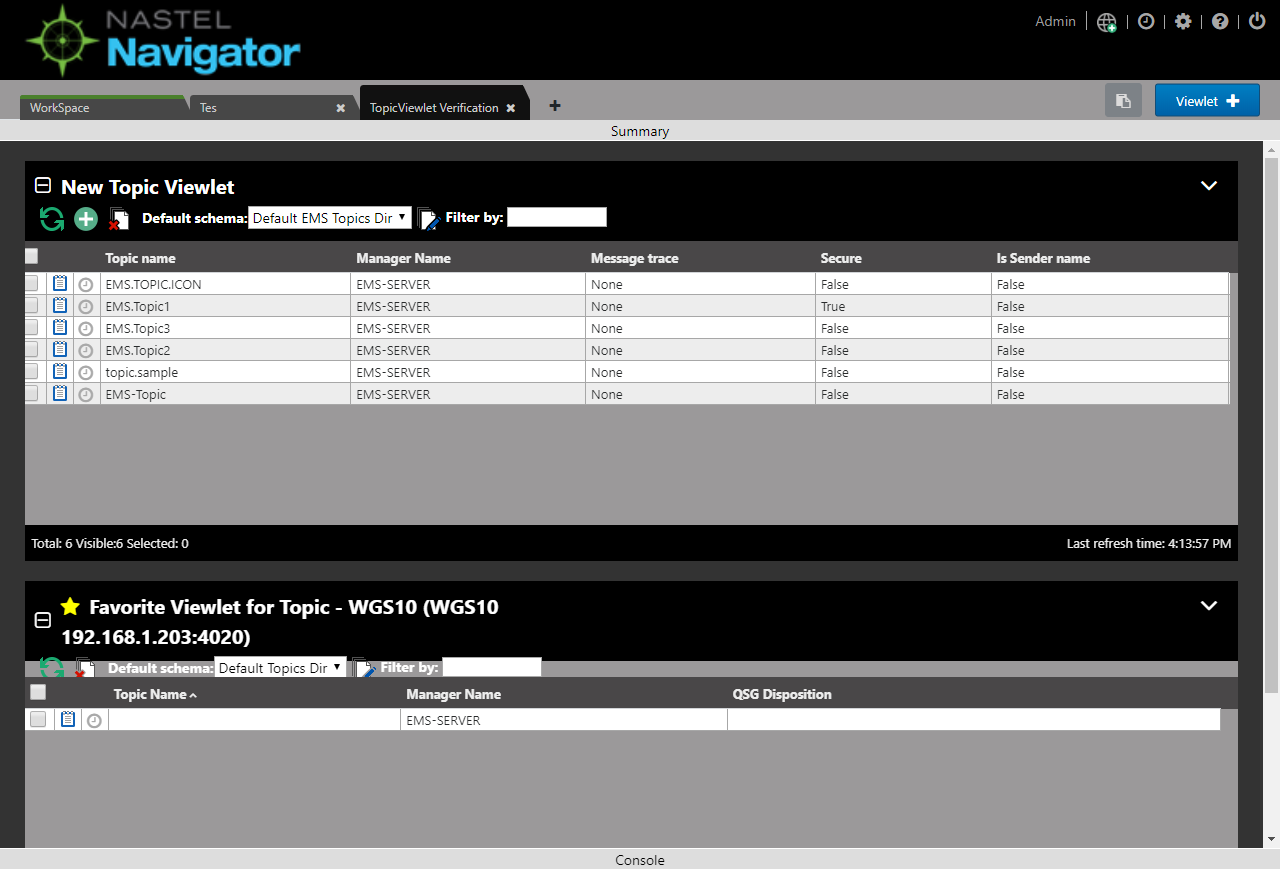 NASTEL
Navigator
Admin
WorkSpace
Tes
TopicViewlet Verification
Viewlet
Summary
New Topic Viewlet
Default schema: Default EMS Topics Dir Filter by:
Topic name Manager Name Message trace Secure Is Sender name
EMS.TOPIC.ICON EMS-SERVER None False False
EMS.Topic1 EMS-SERVER None True False
EMS.Topic3 EMS-SERVER None False False
EMS.Topic2 EMS-SERVER None False False
topic.sample EMS-SERVER None False False
EMS-Topic EMS-SERVER None False False
Total: 6 Visible:6 Selected: 0 Last refresh time: 4:13:57 PM
Favorite Viewlet for Topic - WGS10 (WGS10
192.168.1.203:4020)
Default schema: Default Topics Dir Filter by:
Topic Name Manager Name QSG Disposition
EMS-SERVER
Console